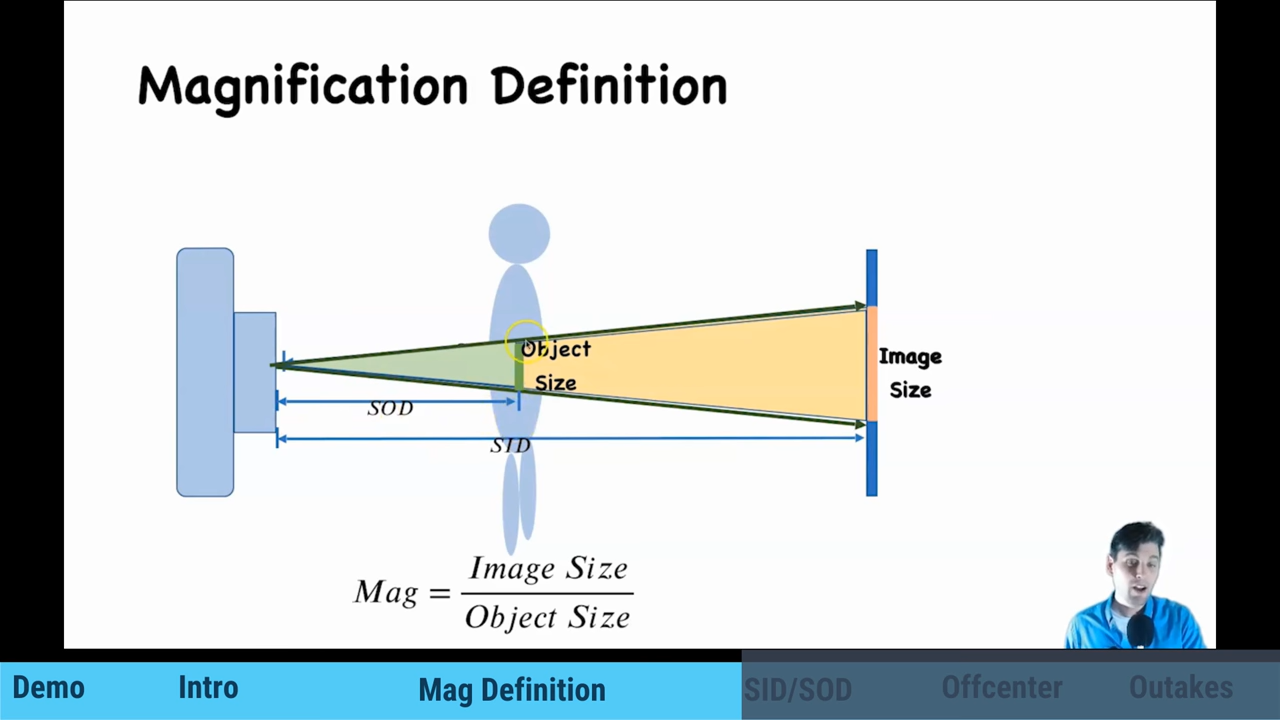 Magnification Definition
Object
Size
Image
Size
SOD
SID
Mag = Image Size / Object Size
Demo Intro Mag Definition SID/SOD Offcenter Outakes